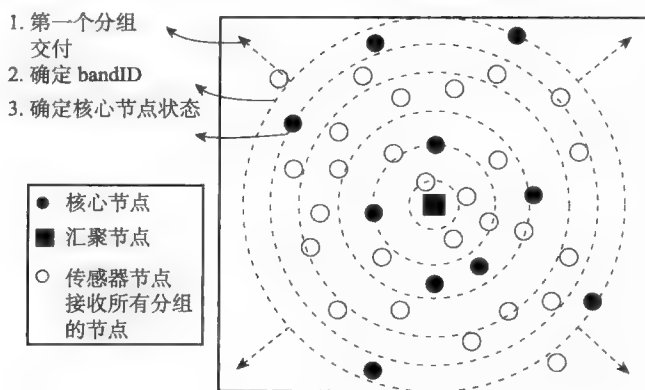 1. 第一个分组
交付
2. 确定 bandID
3. 确定核心节点状态
核心节点
汇聚节点
传感器节点
接收所有分组
的节点